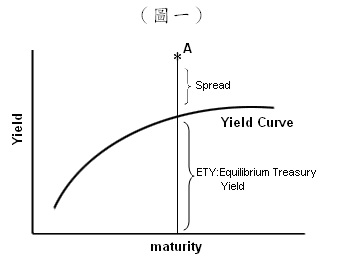 （圖一）
A
Spread
Yield Curve
Yield
ETY:Equilibrium Treasury
Yield
maturity